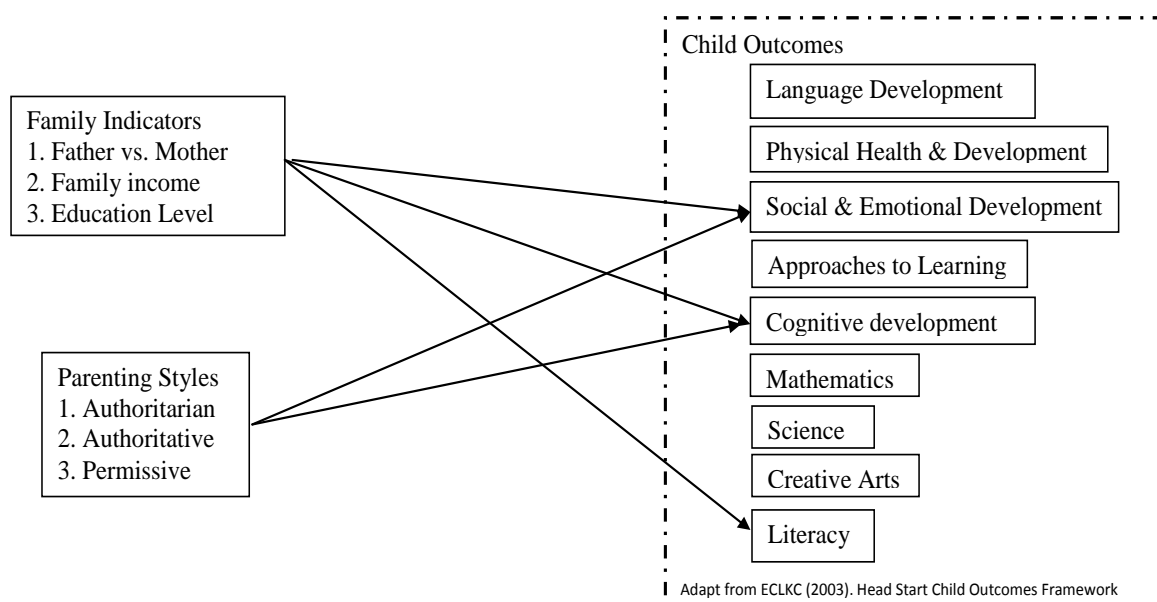 Child Outcomes
Language Development
Family Indicators
1. Father vs. Mother
2. Family income
3. Education Level
Physical Health & Development
Social & Emotional Development
Approaches to Learning
Cognitive development
Parenting Styles
1. Authoritarian
2. Authoritative
3. Permissive
Mathematics
Science
Creative Arts
Literacy
Adapt from ECLKC (2003). Head Start Child Outcomes Framework